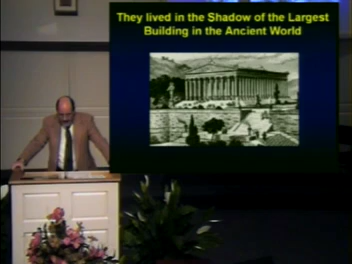 They lived in the Shadow of the Largest
Building in the Ancient World